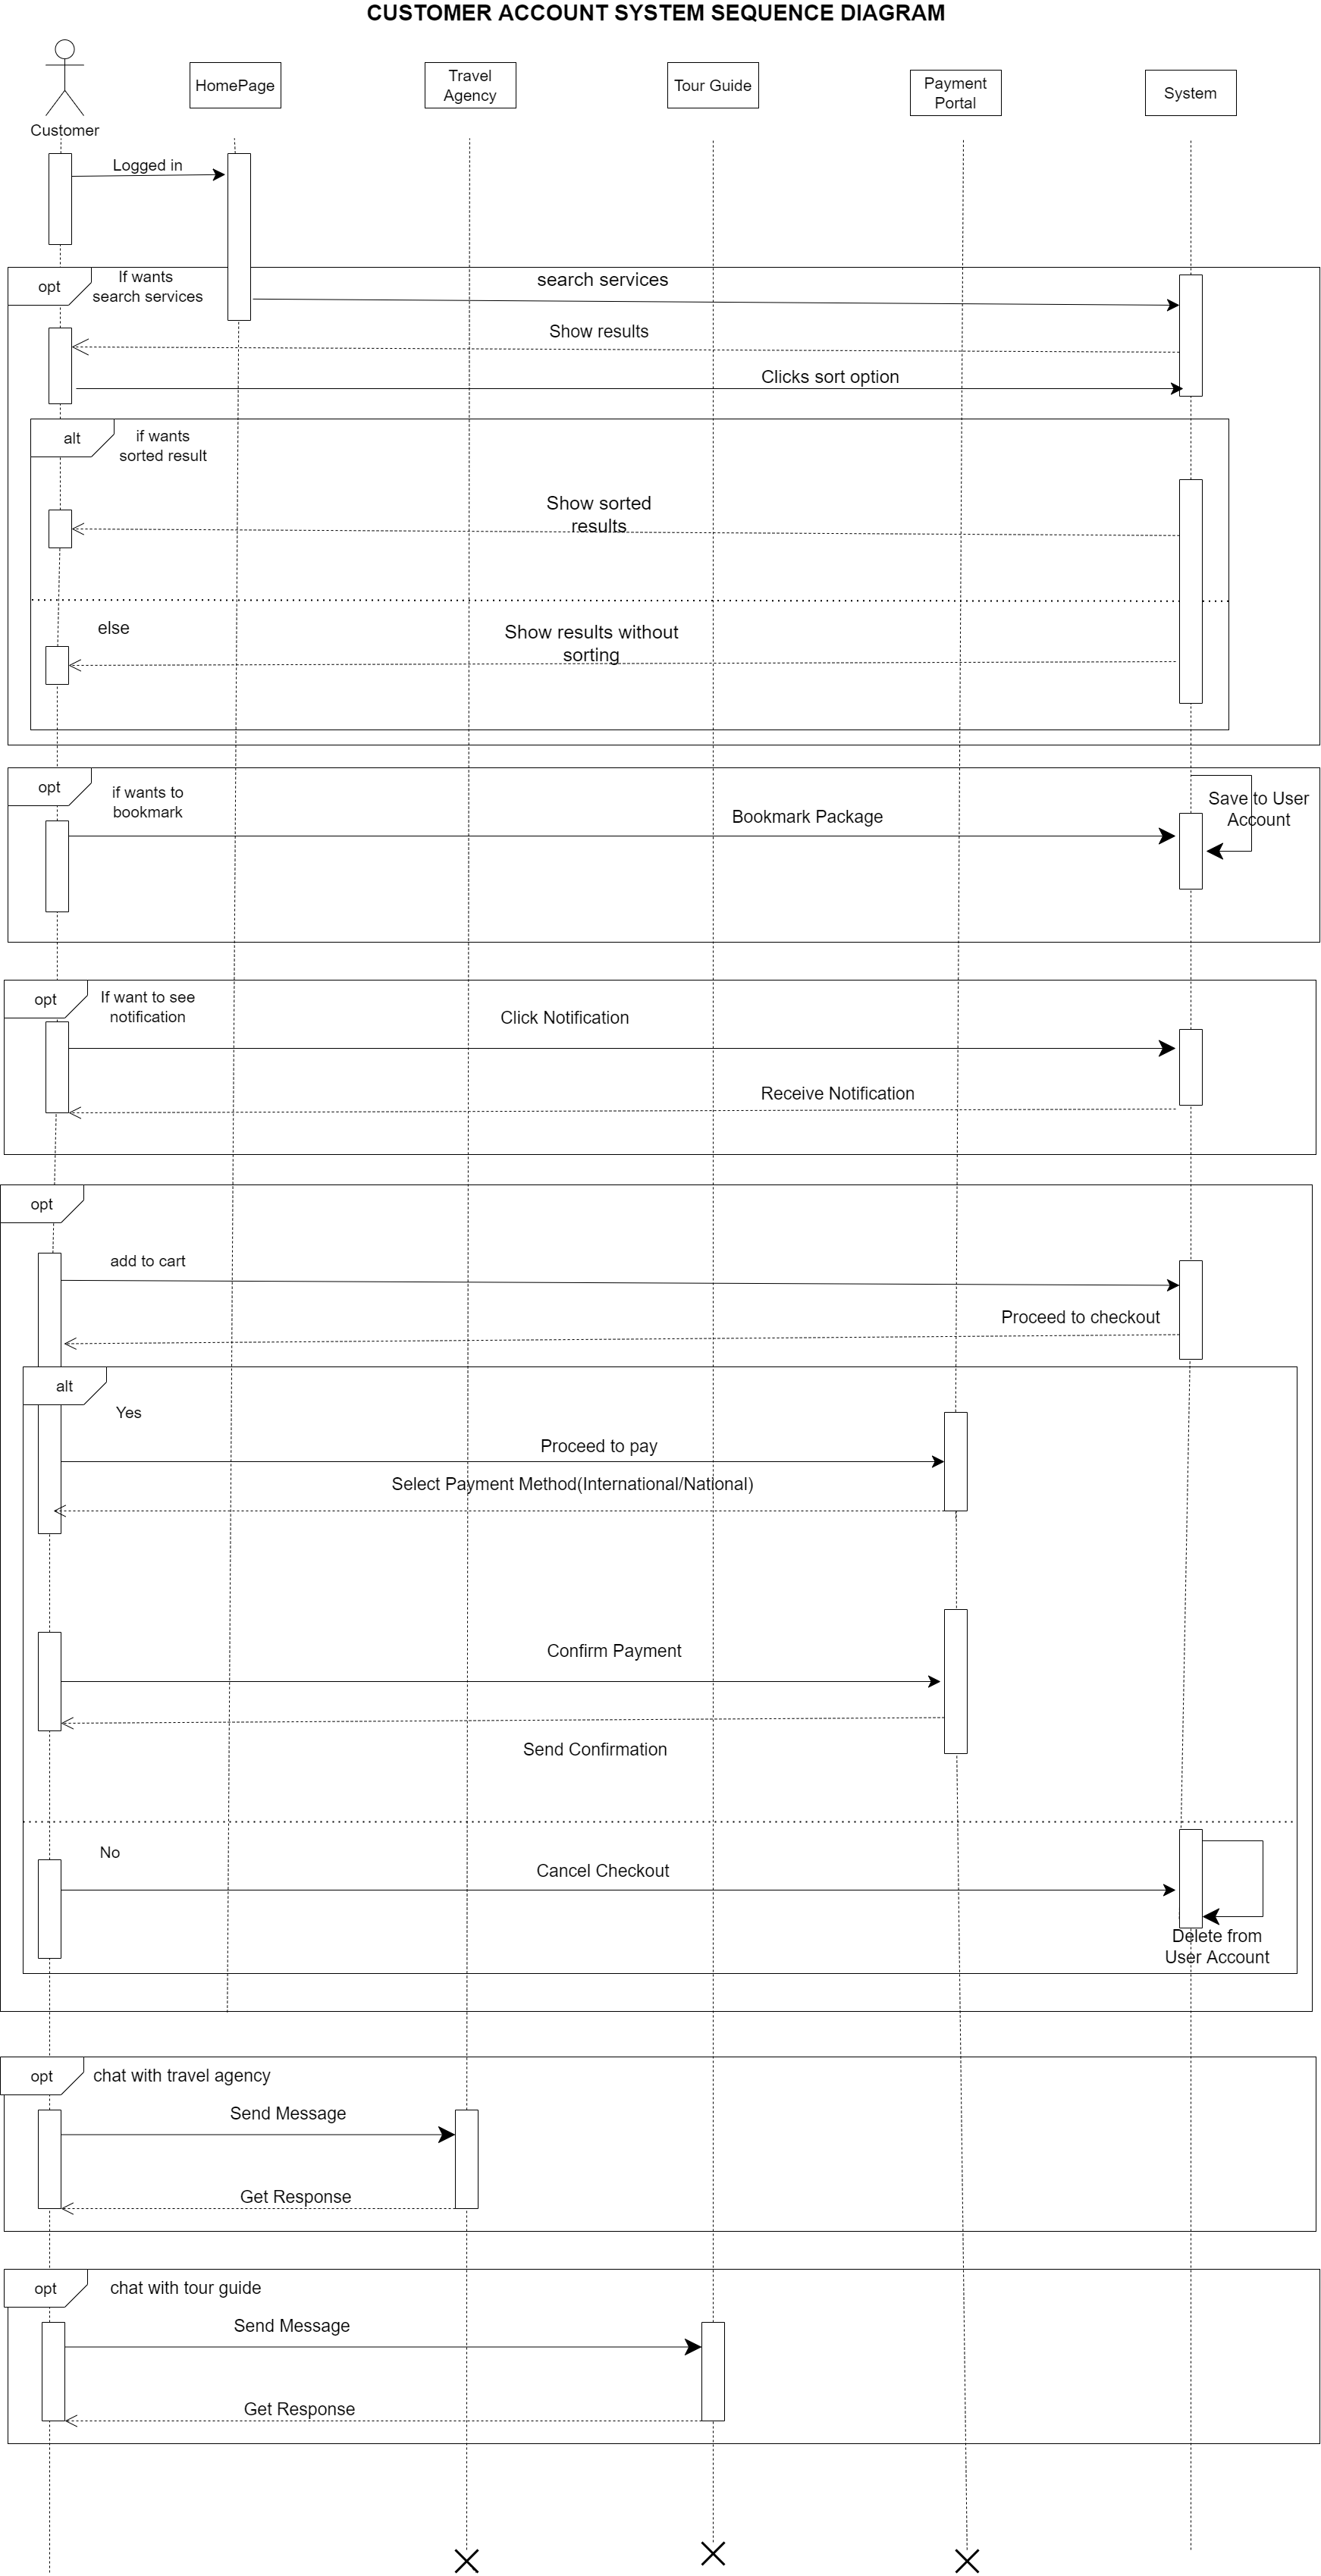 CUSTOMER ACCOUNT SYSTEM SEQUENCE DIAGRAM
Customer
HomePage
Travel
Agency
Tour Guide
Payment
Portal
System
Logged in
opt
If wants
search services
search services
Show results
Clicks sort option
alt
if wants
sorted result
Show sorted
results
else
Show results without
sorting
opt
if wants to
bookmark
Bookmark Package
Save to User
Account
opt
If want to see
notification
Click Notification
Receive Notification
opt
add to cart
Proceed to checkout
alt
Yes
Proceed to pay
Select Payment Method(International/National)
Confirm Payment
Send Confirmation
No
Cancel Checkout
Delete from
User Account
opt
chat with travel agency
Send Message
Get Response
opt
chat with tour guide
Send Message
Get Response